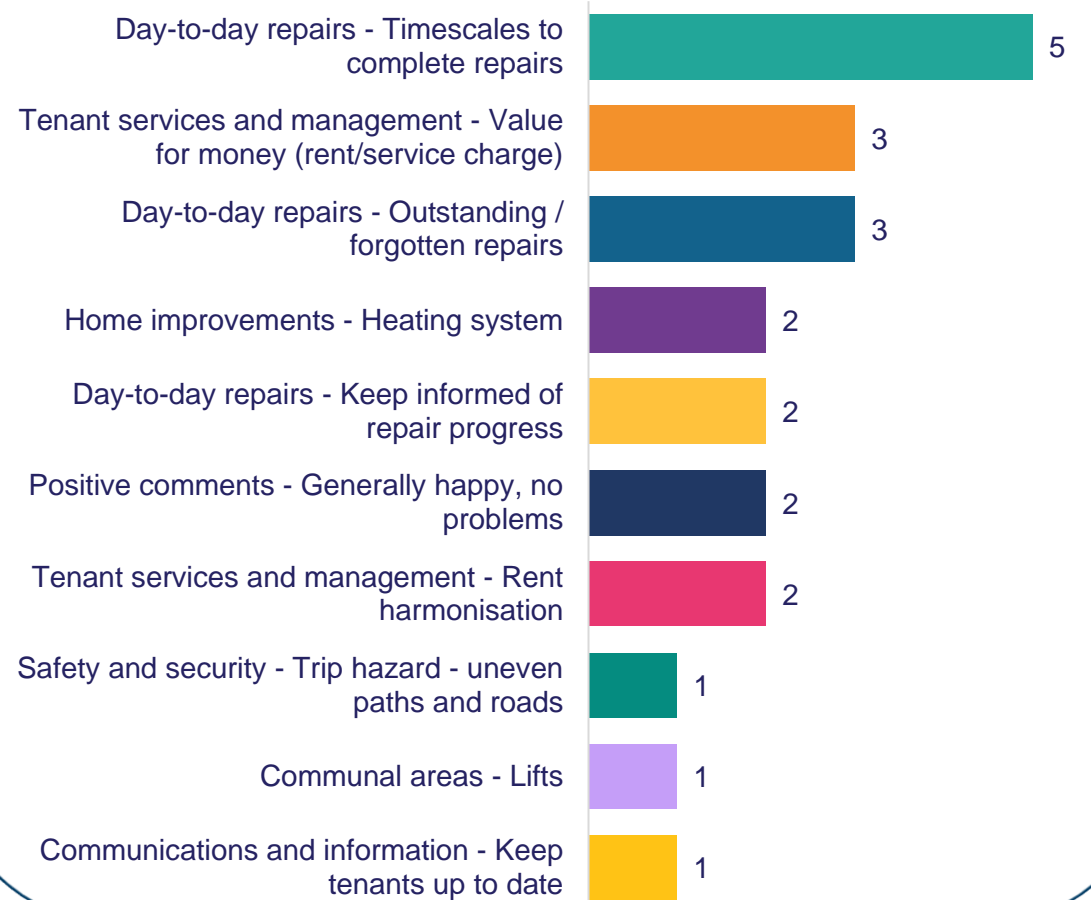 Day-to-day repairs - Timescales to
complete repairs
5
Tenant services and management - Value
for money (rent/service charge)
3
Day-to-day repairs - Outstanding /
forgotten repairs
3
Home improvements - Heating system
2
Day-to-day repairs - Keep informed of
repair progress
2
Positive comments - Generally happy, no
problems
2
Tenant services and management - Rent
harmonisation
2
Safety and security - Trip hazard - uneven
paths and roads
1
Communal areas - Lifts
1
Communications and information - Keep
tenants up to date
1